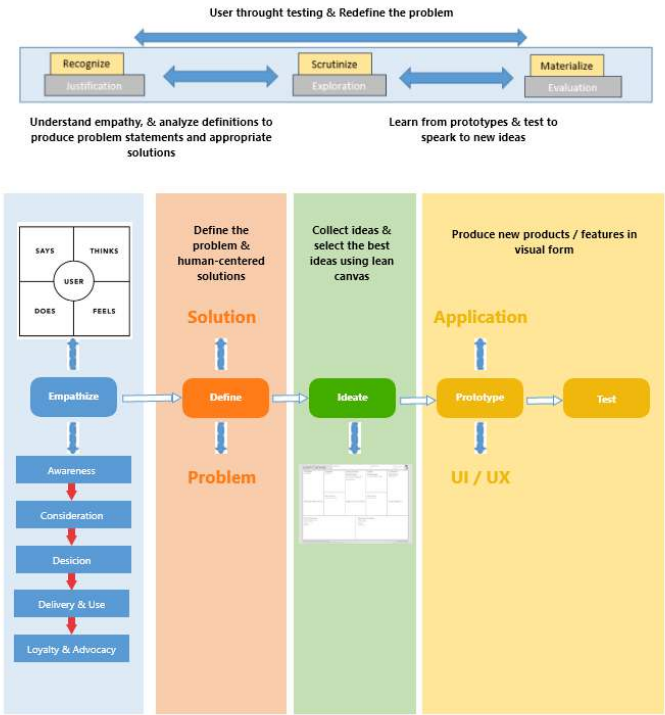 User throught testing & Redefine the problem
Recognize
Justification
Scrutinize
Exploration
Materialize
Evaluation
Understand empathy, & analyze definitions to
produce problem statements and appropriate
solutions
Learn from prototypes & test to
speark to new ideas
SAYS
THINKS
USER
DOES
FEELS
Define the
problem &
human-centered
solutions
Collect ideas &
select the best
ideas using lean
canvas
Produce new products / features in
visual form
Solution
Application
Empathize
Define
Ideate
Prototype
Test
Problem
UI / UX
Awareness
Consideration
Desicion
Delivery & Use
Loyalty & Advocacy